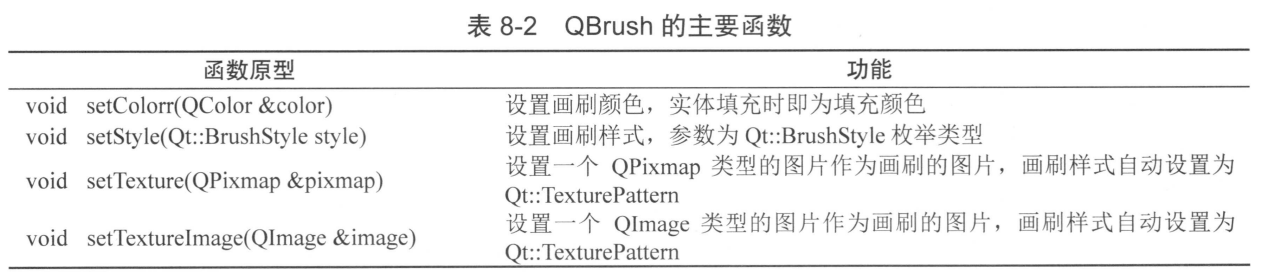 表 8-2 QBrush 的主要函数
函数原型 功能
void setColorr(QColor &color) 设置画刷颜色，实体填充时即为填充颜色
void setStyle(Qt::BrushStyle style) 设置画刷样式，参数为 Qt::BrushStyle 枚举类型
void setTexture(QPixmap &pixmap) 设置一个 QPixmap 类型的图片作为画刷的图片，画刷样式自动设置为
Qt::TexturePattern
void setTextureImage(QImage &image) 设置一个 QImage 类型的图片作为画刷的图片，画刷样式自动设置为
Qt::TexturePattern